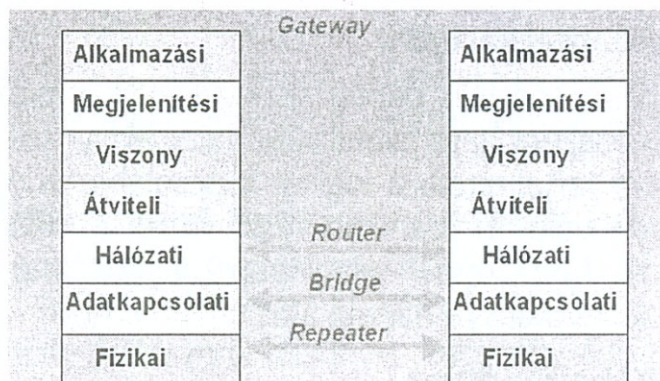 Gateway
Alkalmazási Alkalmazási
Megjelenítési Megjelenítési
Viszony Viszony
Átviteli Átviteli
Router
Hálózati Hálózati
Bridge
Adatkapcsolati Adatkapcsolati
Repeater
Fizikai Fizikai